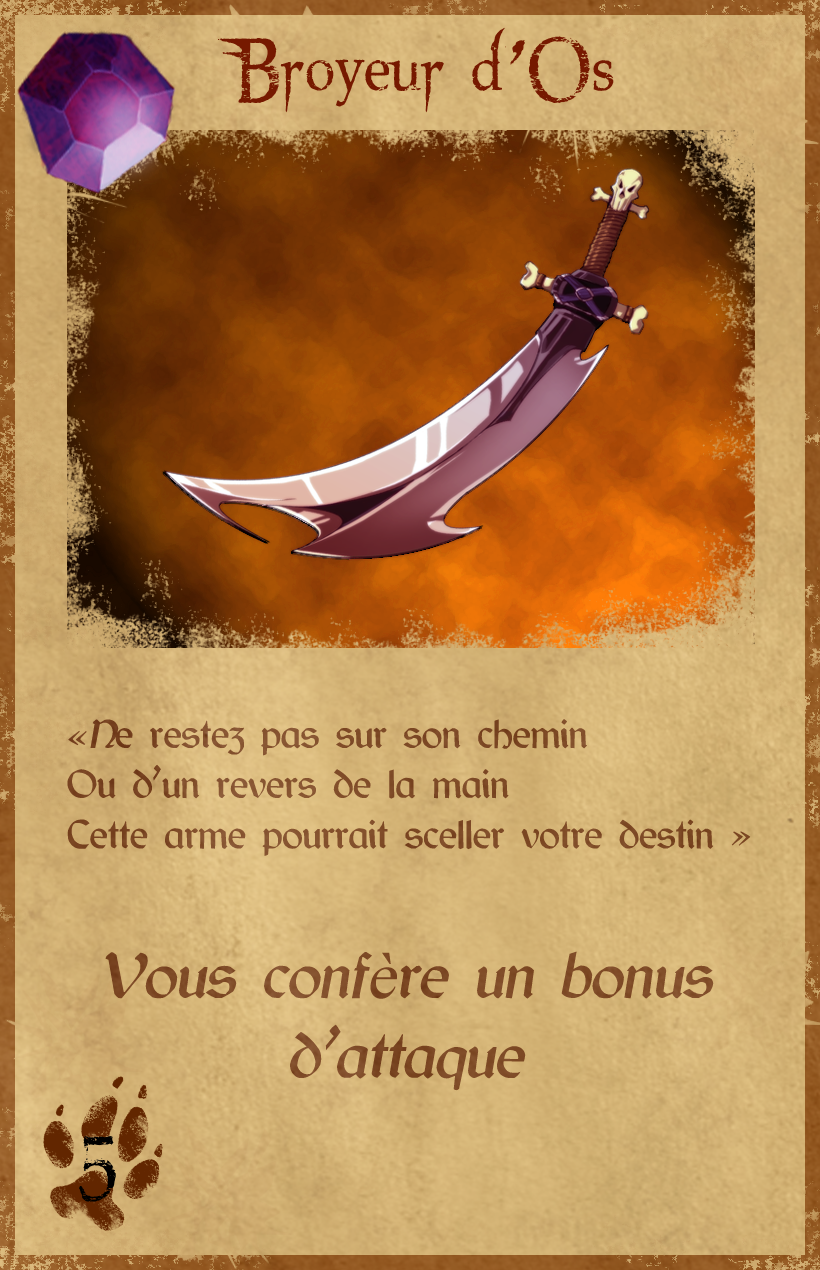 Broyeur d'Os
«Ne restez pas sur son chemin
Ou d'un revers de la main
Cette arme pourrait sceller votre destin »
Vous confère un bonus
d'attaque
5